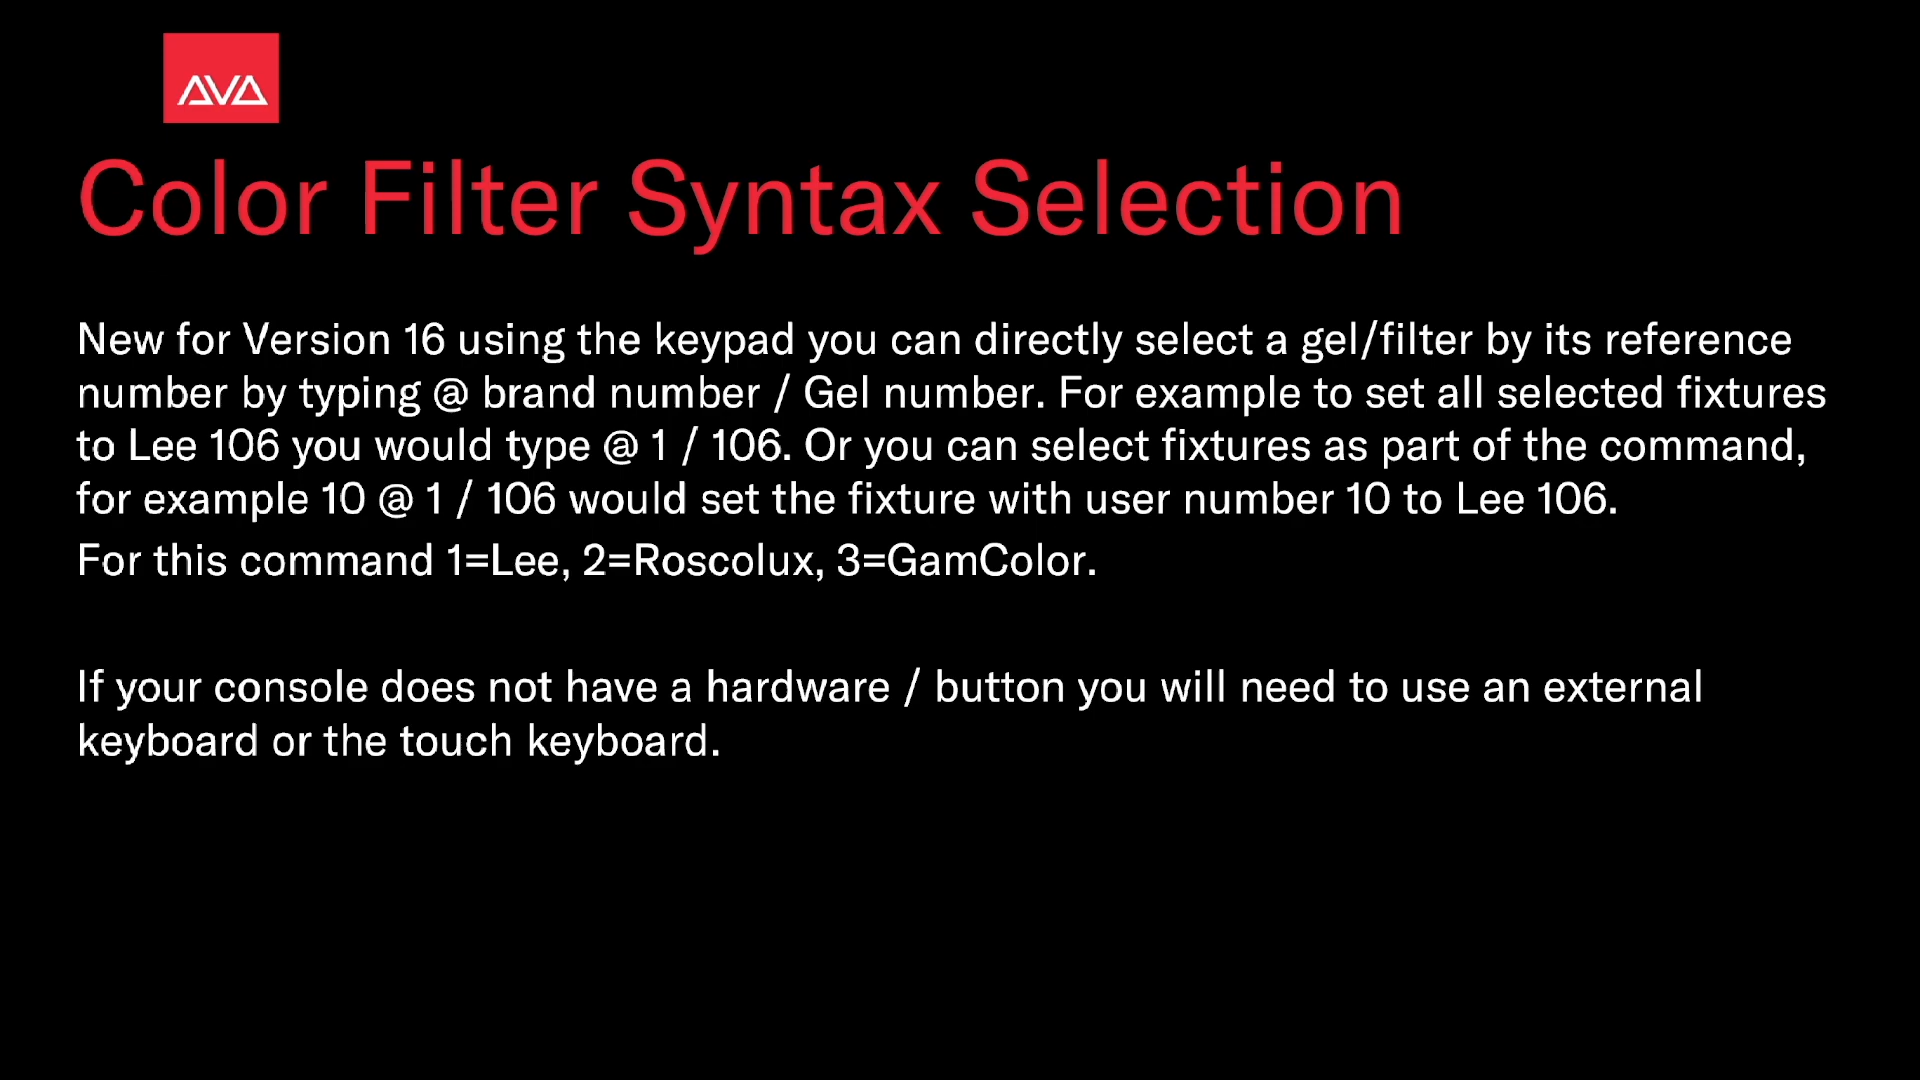 AVA
Color Filter Syntax Selection
New for Version 16 using the keypad you can directly select a gel/filter by its reference
number by typing @ brand number / Gel number. For example to set all selected fixtures
to Lee 106 you would type @ 1 / 106. Or you can select fixtures as part of the command,
for example 10 @ 1 / 106 would set the fixture with user number 10 to Lee 106.
For this command 1=Lee, 2=Roscolux, 3=GamColor.
If your console does not have a hardware / button you will need to use an external
keyboard or the touch keyboard.